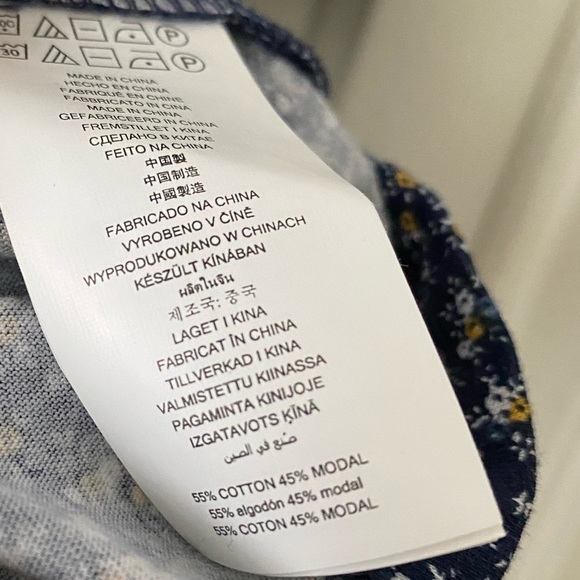 30
MADE IN CHINA
HECHO EN CHINA
FABRIQUÉ EN CHINE
FABBRICATO IN CINA
MADE IN CHINA
GEFABRICEERD IN CHINA
FREMSTILLET I KINA
СДЕЛАНО В КИТАЕ
FEITO NA CHINA
中国製
中国制造
中國製造
FABRICADO NA CHINA
VYROBENO V ČÍNĚ
WYPRODUKOWANO W CHINACH
KÉSZÜLT KÍNÁBAN
ผลิตในจีน
제조국: 중국
LAGET I KINA
FABRICAT ÎN CHINA
TILLVERKAD I KINA
VALMISTETTU KIINASSA
PAGAMINTA KINIJOJE
IZGATAVOTS ĶĪNĀ
صنع في الصين
55% COTTON 45% MODAL
55% algodón 45% modal
55% COTON 45% MODAL